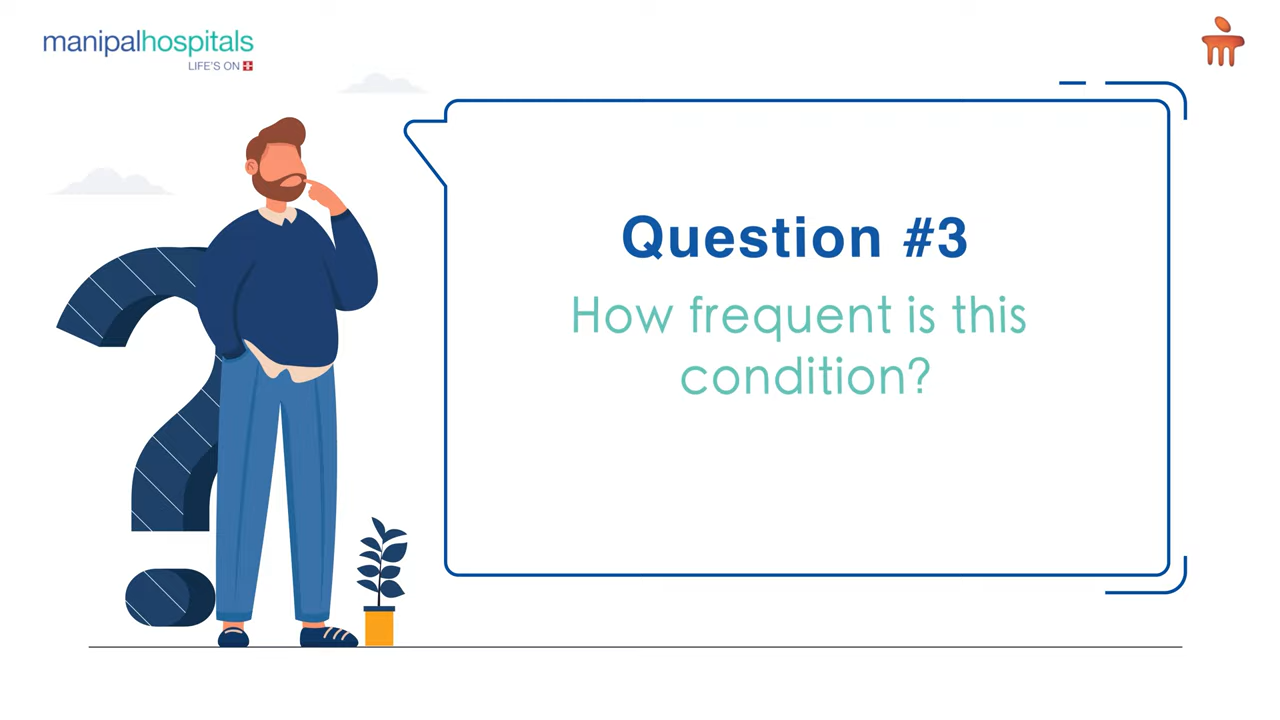 manipalhospitals
LIFE'S ON
Question #3
How frequent is this
condition?